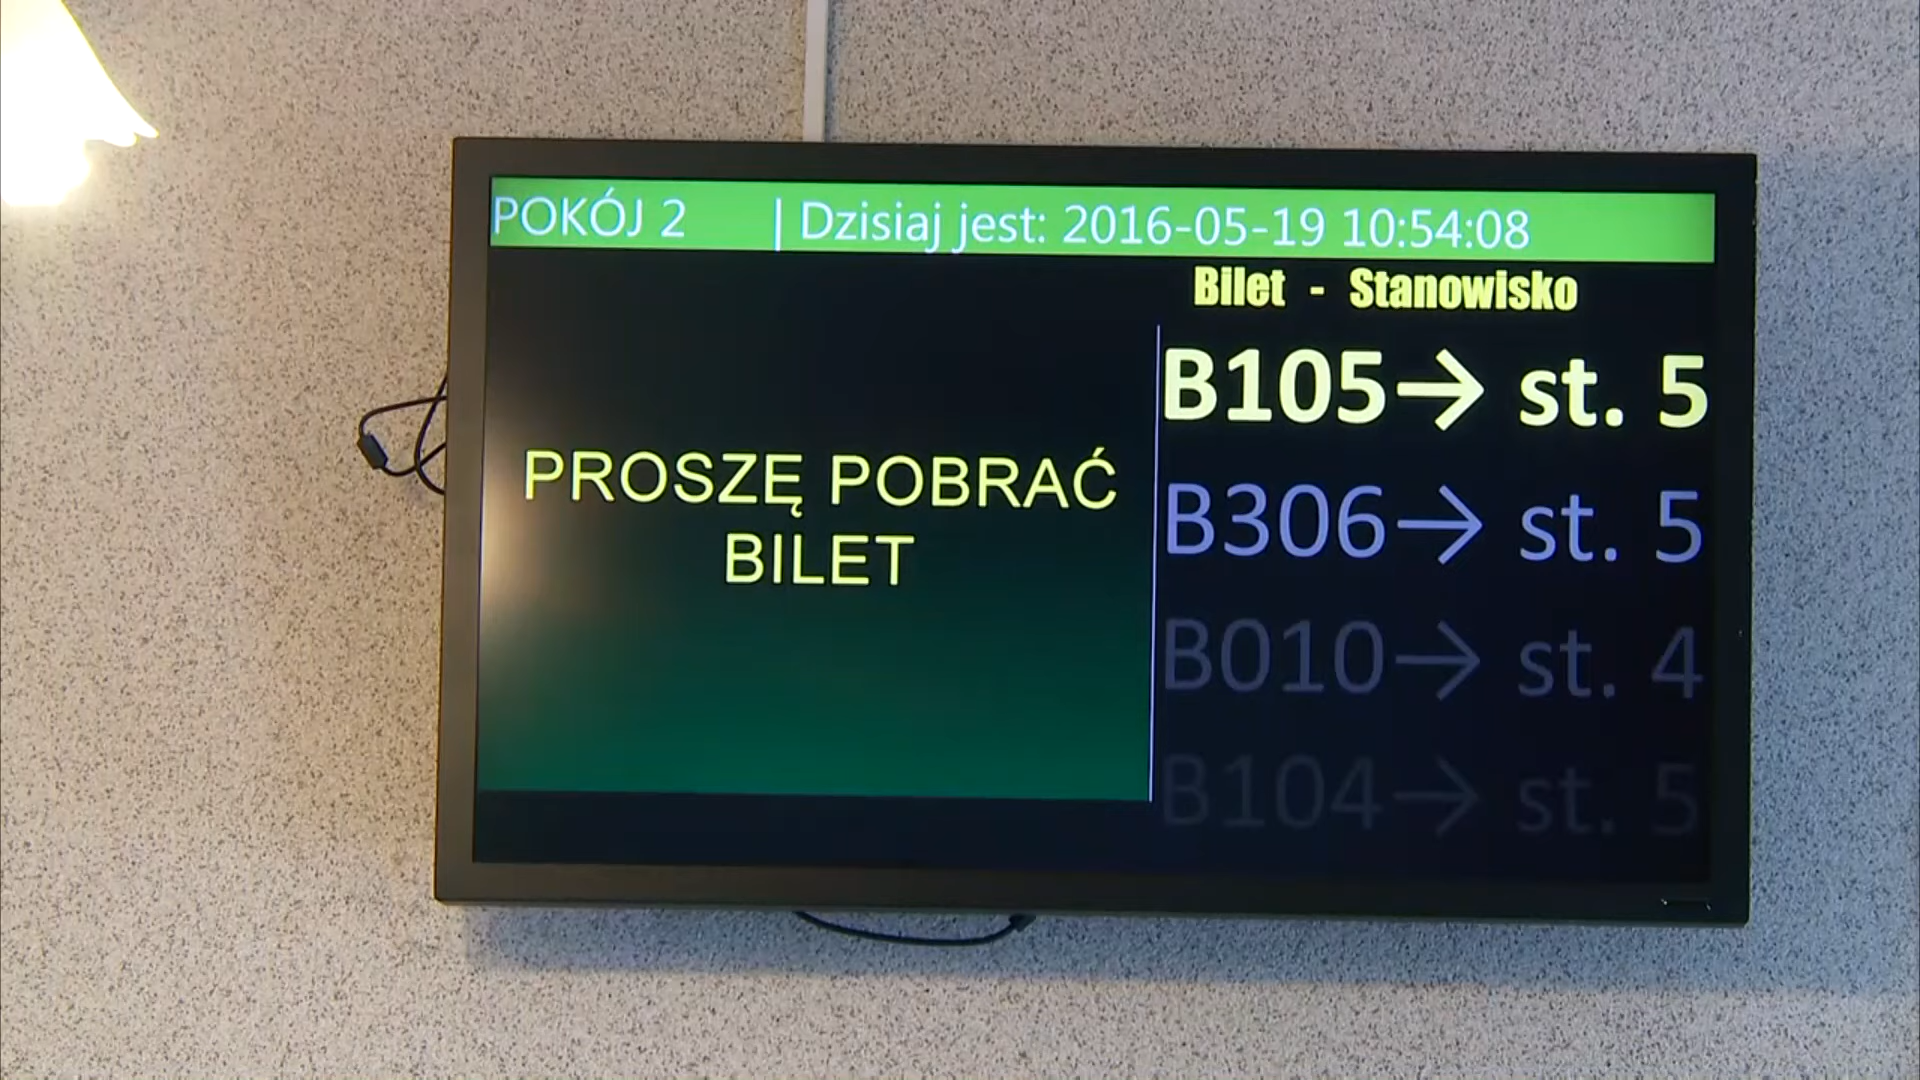 POKÓJ 2 | Dzisiaj jest: 2016-05-19 10:54:08
PROSZĘ POBRAĆ
BILET
Bilet - Stanowisko
B105→ st. 5
B306→ st. 5
B010→ st. 4
B104→ st. 5